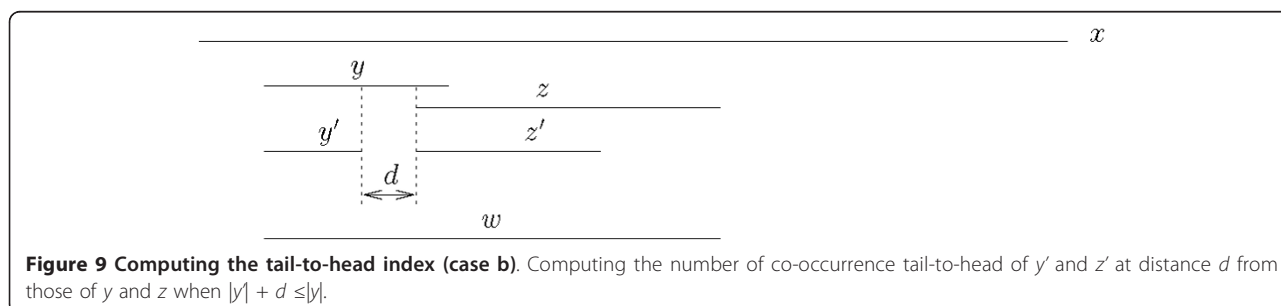 x
y
z
y′
z′
d
w
Figure 9 Computing the tail-to-head index (case b). Computing the number of co-occurrence tail-to-head of y′ and z′ at distance d from
those of y and z when |y′| + d ≤|y|.